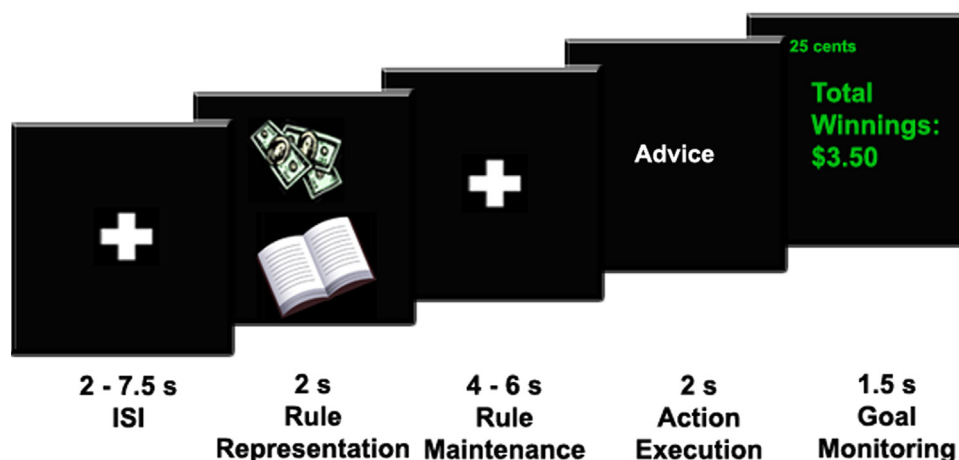 25 cents
Total
Winnings:
$3.50
Advice
2 - 7.5 s
ISI
2 s
Rule
Representation
4 - 6 s
Rule
Maintenance
2 s
Action
Execution
1.5 s
Goal
Monitoring